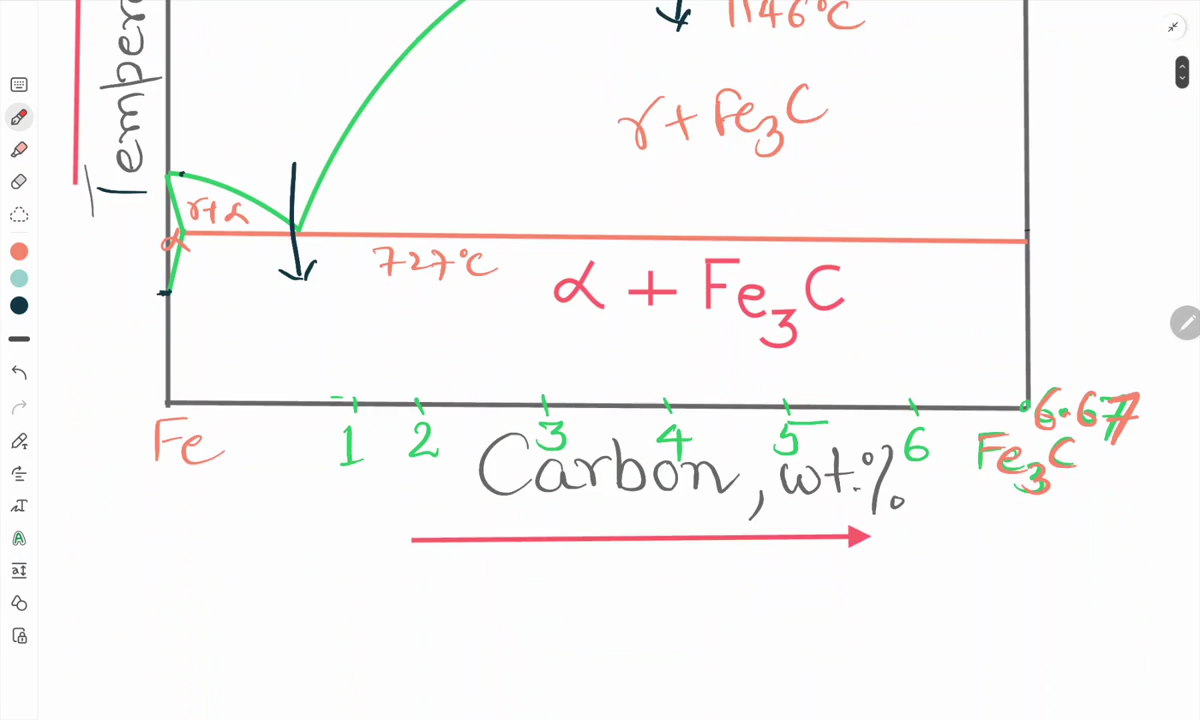 Temper
1146°C
γ + Fe3C
γ+α
α
727°C
α + Fe3C
1 2 3 4 5 6 6.67
Fe
Fe3C
Carbon, wt.%